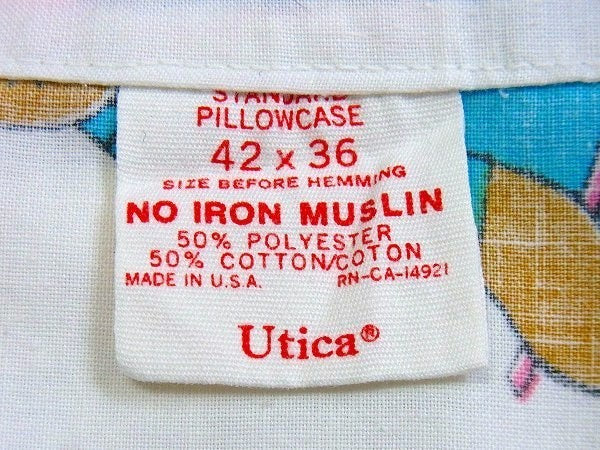 STANDARD
PILLOWCASE
42 x 36
SIZE BEFORE HEMMING
NO IRON MUSLIN
50% POLYESTER
50% COTTON/COTON
MADE IN U.S.A. RN-CA-14921
Utica®